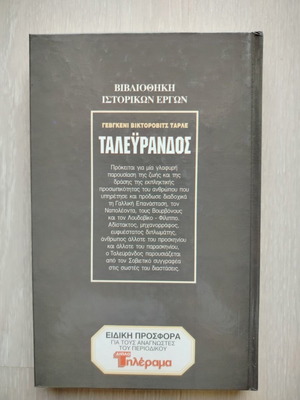 ΒΙΒΛΙΟΘΗΚΗ
ΙΣΤΟΡΙΚΩΝ ΕΡΓΩΝ
ΓΕΒΓΚΕΝΙ ΒΙΚΤΟΡΟΒΙΤΣ ΤΑΡΛΕ
ΤΑΛΕΫΡΑΝΔΟΣ
Πρόκειται για μία γλαφυρή
παρουσίαση της ζωής και της
δράσης της εκπληκτικής
προσωπικότητας του ανθρώπου που
υπηρέτησε και πρόδωσε διαδοχικά
τη Γαλλική Επανάσταση, τον
Ναπολέοντα, τους Βουρβόνους
και τον Λουδοβίκο - Φίλιππο.
Αδίστακτος, μηχανορράφος,
ευφυέστατος διπλωμάτης,
άνθρωπος άλλοτε του προσκηνίου
και άλλοτε του παρασκηνίου,
ο Ταλεϋράνδος παρουσιάζεται
από τον Σοβιετικό συγγραφέα
στις σωστές του διαστάσεις.
ΕΙΔΙΚΗ ΠΡΟΣΦΟΡΑ
ΓΙΑ ΤΟΥΣ ΑΝΑΓΝΩΣΤΕΣ
ΤΟΥ ΠΕΡΙΟΔΙΚΟΥ
Τηλέραμα